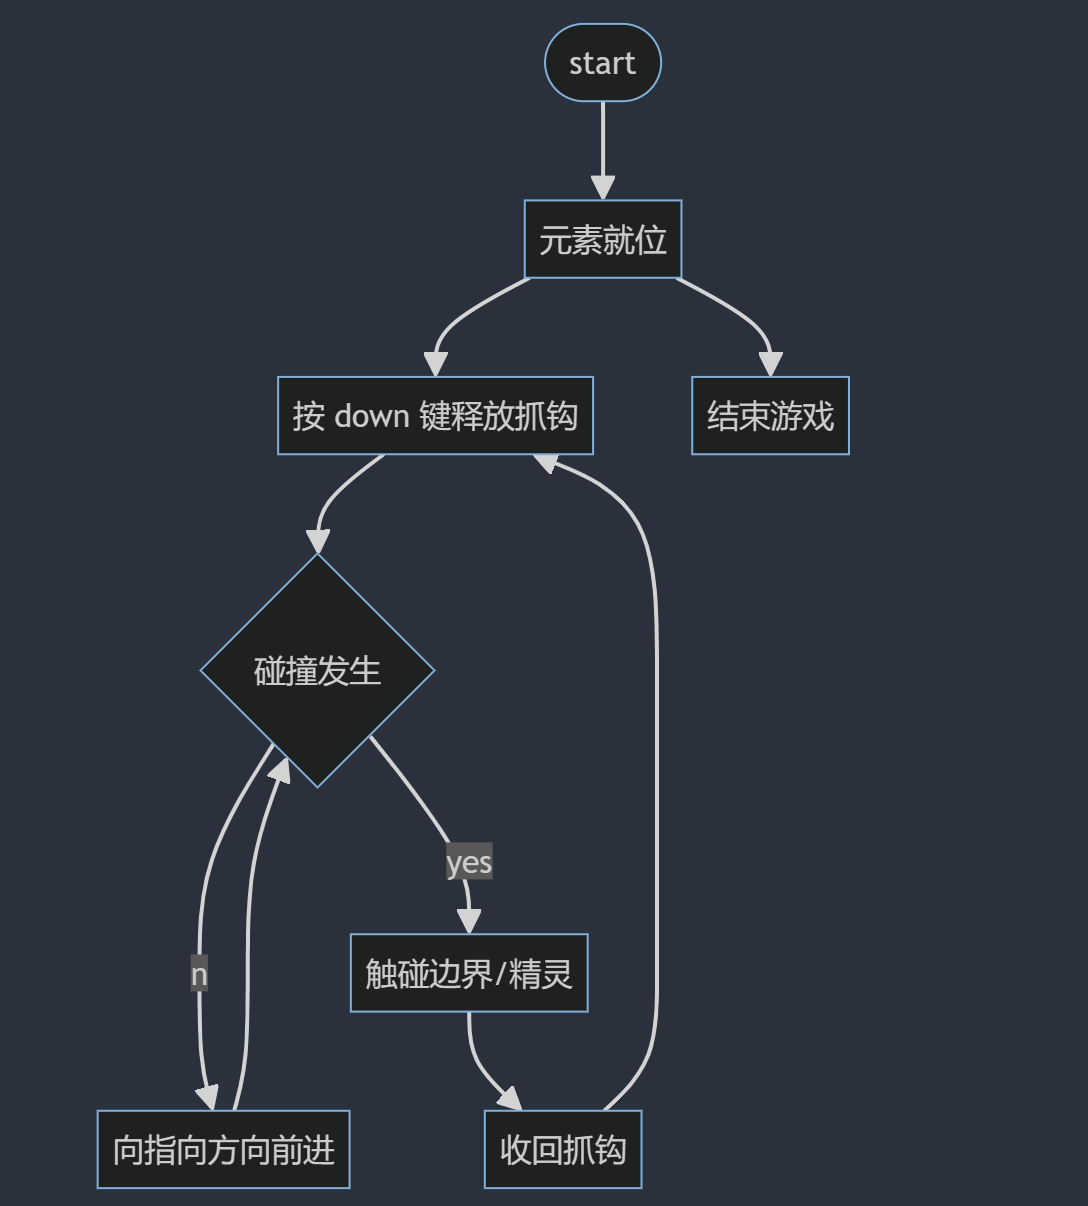 start
元素就位
按 down 键释放抓钩
结束游戏
碰撞发生
yes
n
触碰边界/精灵
向指向方向前进
收回抓钩